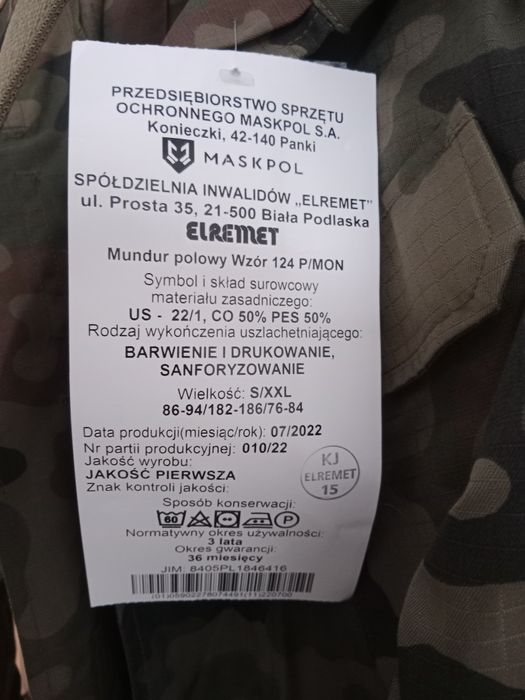 PRZEDSIĘBIORSTWO SPRZĘTU
OCHRONNEGO MASKPOL S.A.
Konieczki, 42-140 Panki
MASKPOL
SPÓŁDZIELNIA INWALIDÓW „ELREMET"
ul. Prosta 35, 21-500 Biała Podlaska
ELREMET
Mundur polowy Wzór 124 P/MON
Symbol i skład surowcowy
materiału zasadniczego:
US - 22/1, CO 50% PES 50%
Rodzaj wykończenia uszlachetniającego:
BARWIENIE I DRUKOWANIE,
SANFORYZOWANIE
Wielkość: S/XXL
86-94/182-186/76-84
Data produkcji(miesiąc/rok): 07/2022
Nr partii produkcyjnej: 010/22
Jakość wyrobu:
JAKOŚĆ PIERWSZA
Znak kontroli jakości:
KJ
ELREMET
15
Sposób konserwacji:
60
P
Normatywny okres używalności:
3 lata
Okres gwarancji:
36 miesięcy
JIM: 8405PL1846416
(01)05902276074491(11)220700